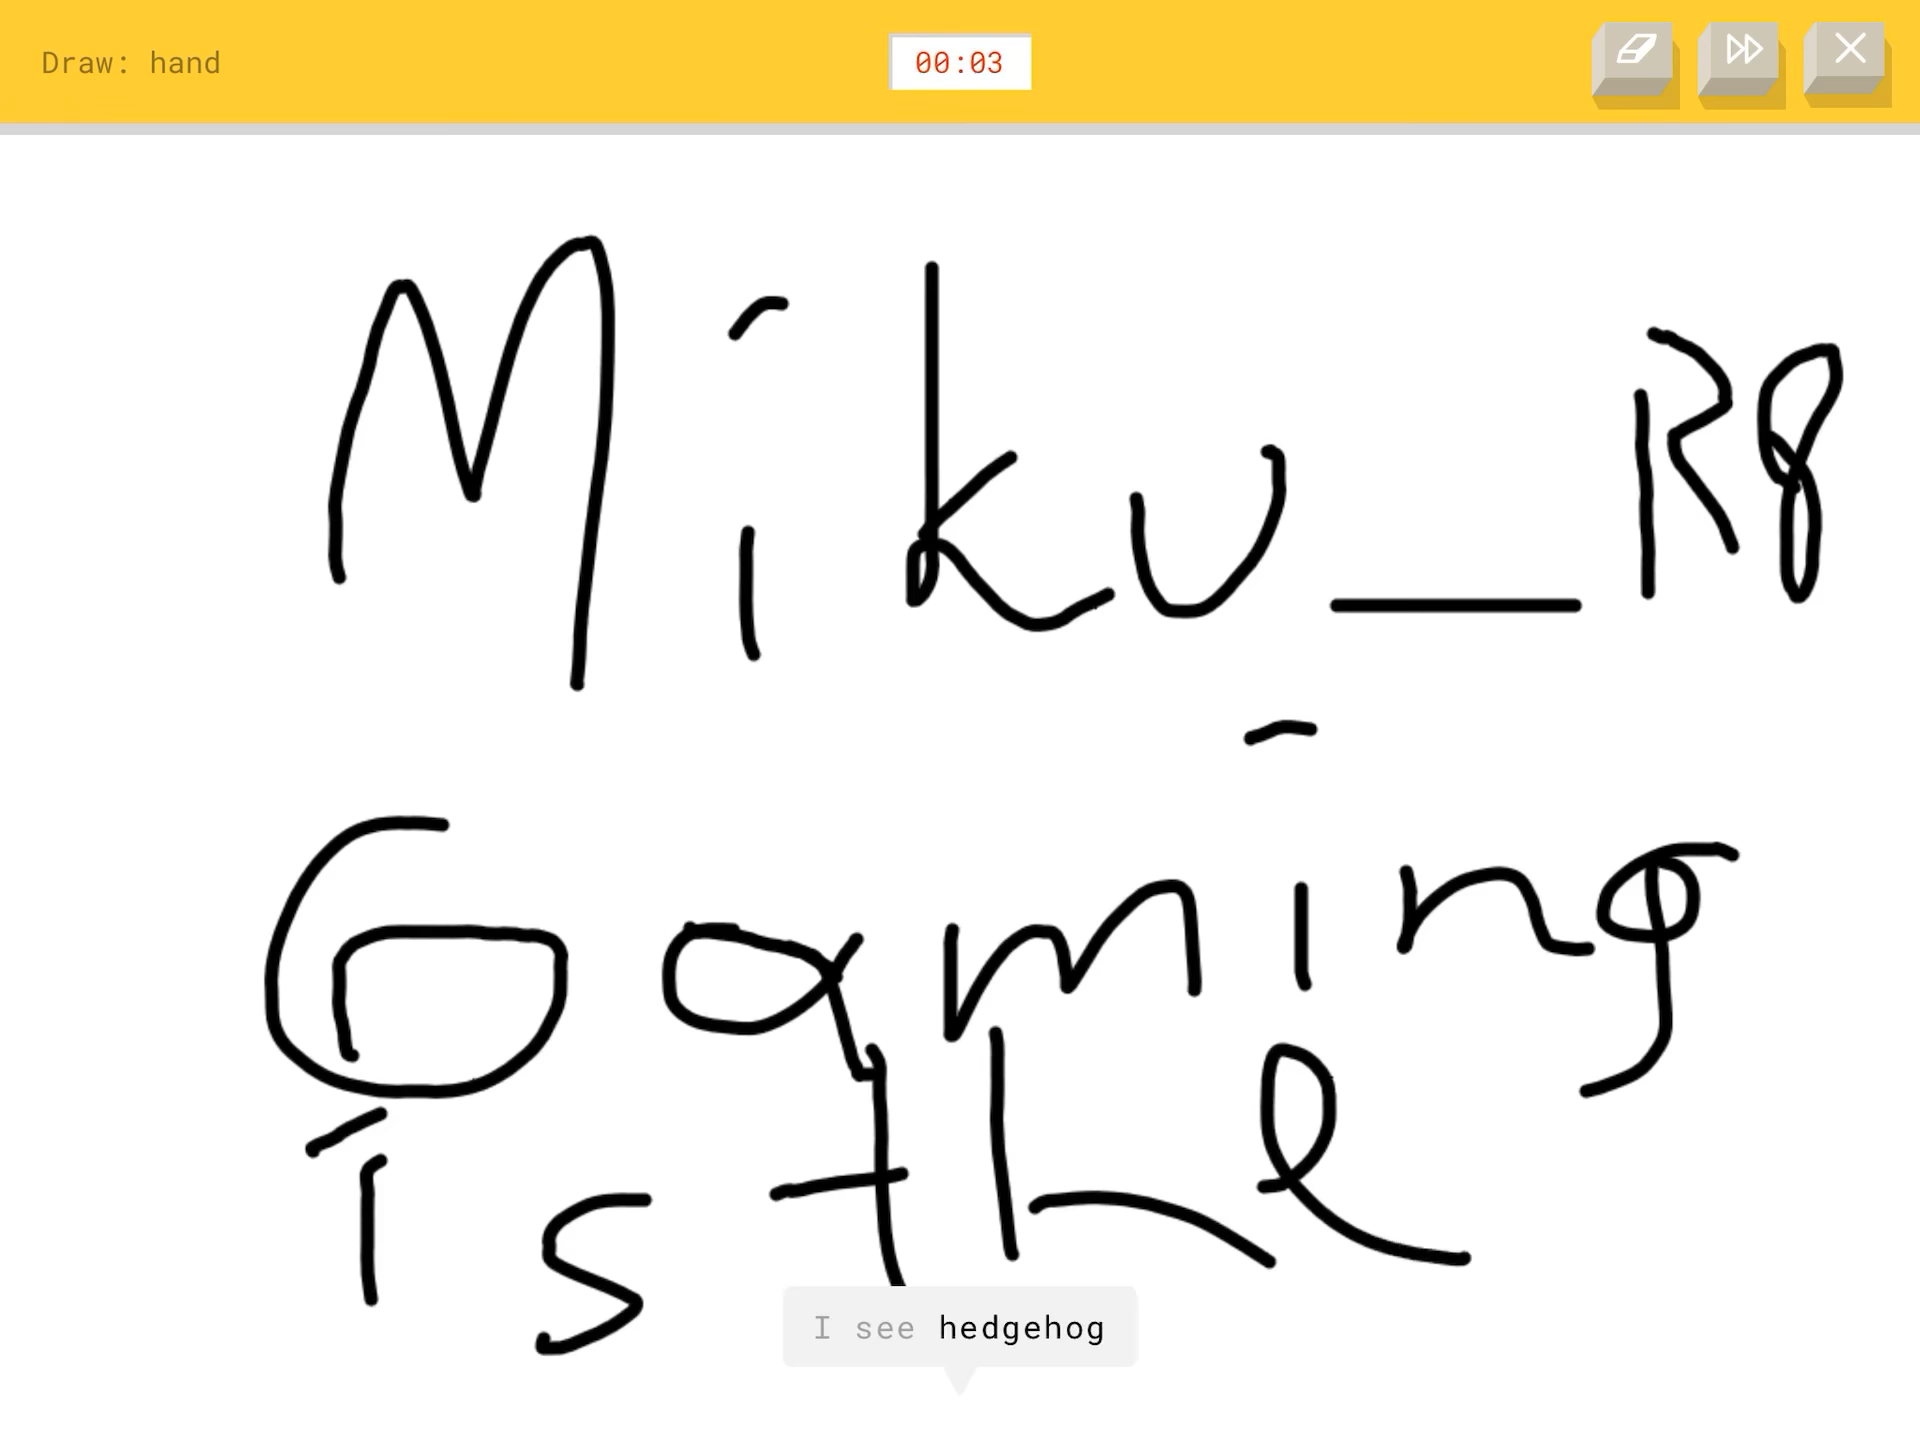 Draw: hand
00:03
Miku_R8
Gaming
is the
I see hedgehog